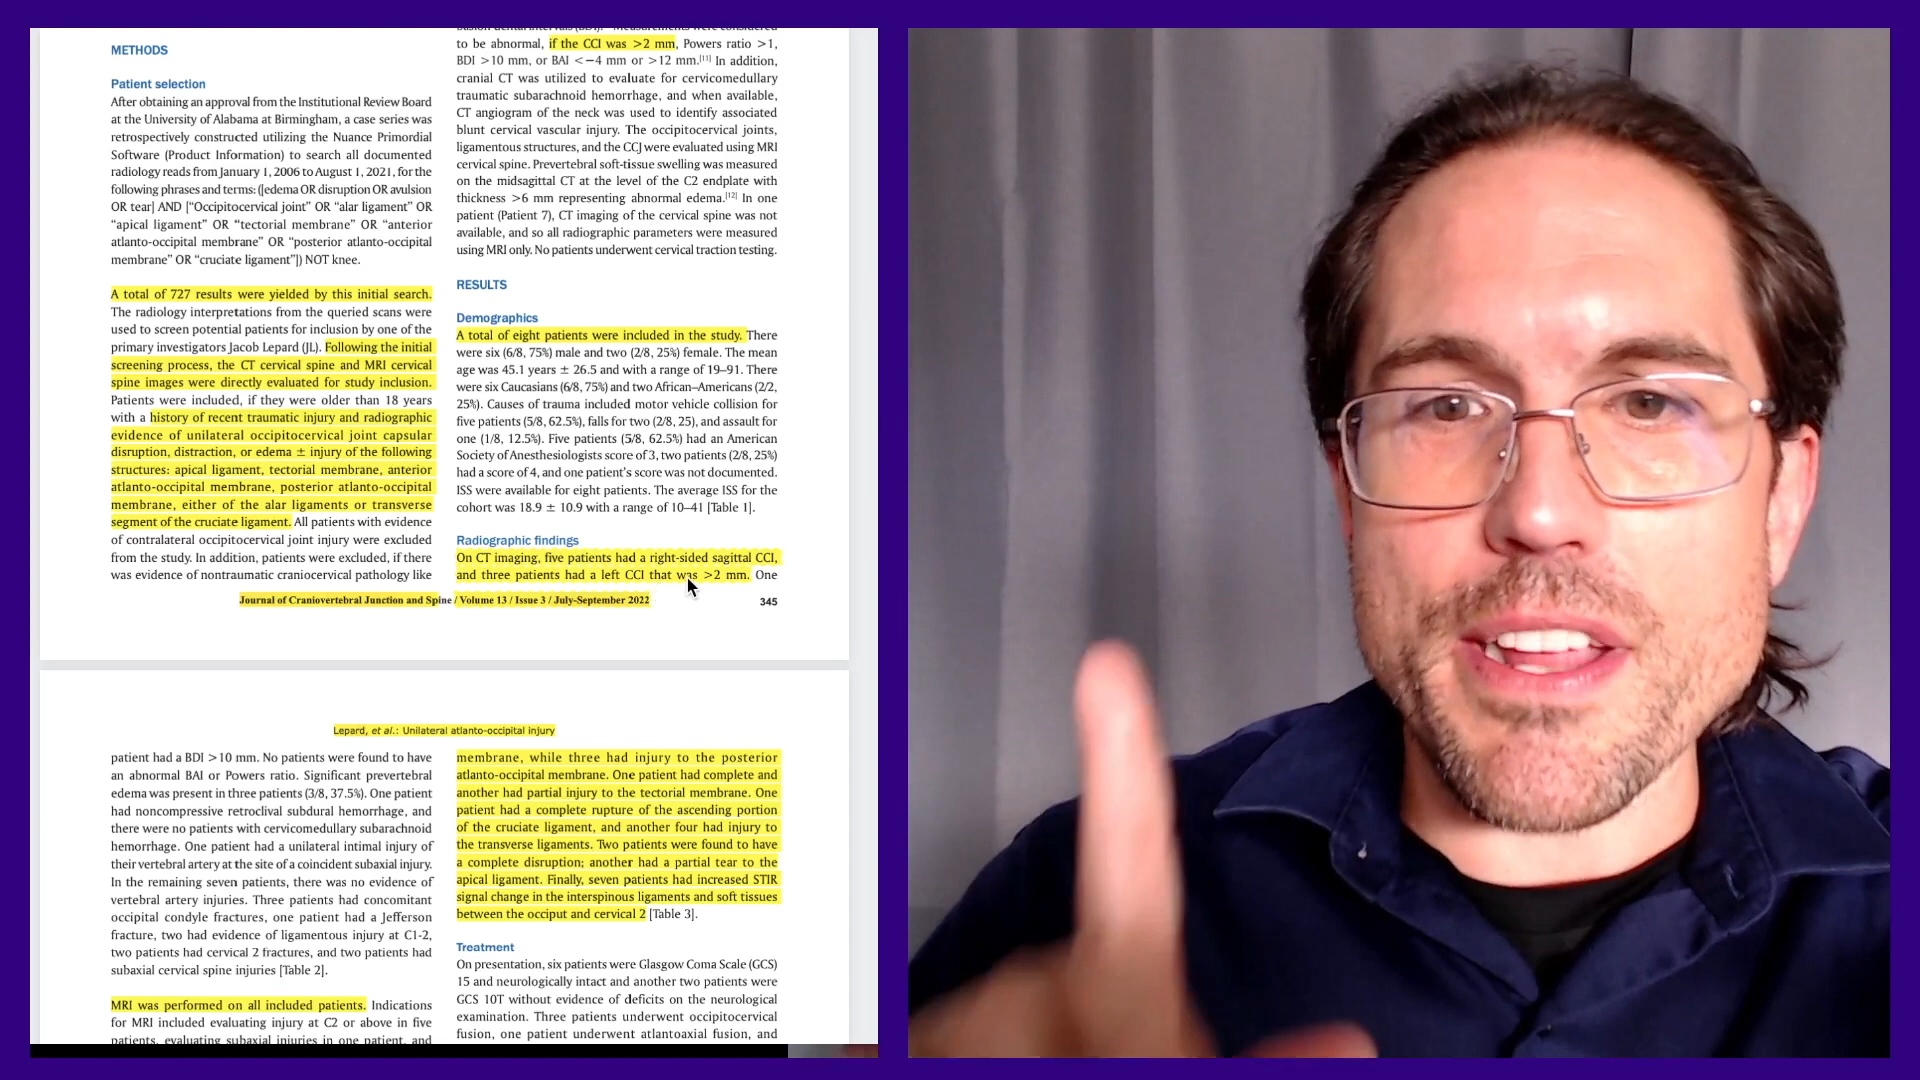 METHODS
Patient selection
After obtaining an approval from the Institutional Review Board
at the University of Alabama at Birmingham, a case series was
retrospectively constructed utilizing the Nuance Primordial
Software (Product Information) to search all documented
radiology reads from January 1, 2006 to August 1, 2021, for the
following phrases and terms: ([edema OR disruption OR avulsion
OR tear] AND [“Occipitocervical joint” OR “alar ligament” OR
“apical ligament” OR “tectorial membrane” OR “anterior
atlanto-occipital membrane” OR “posterior atlanto-occipital
membrane” OR “cruciate ligament”]) NOT knee.
A total of 727 results were yielded by this initial search.
The radiology interpretations from the queried scans were
used to screen potential patients for inclusion by one of the
primary investigators Jacob Lepard (JL). Following the initial
screening process, the CT cervical spine and MRI cervical
spine images were directly evaluated for study inclusion.
Patients were included, if they were older than 18 years
with a history of recent traumatic injury and radiographic
evidence of unilateral occipitocervical joint capsular
disruption, distraction, or edema ± injury of the following
structures: apical ligament, tectorial membrane, anterior
atlanto-occipital membrane, posterior atlanto-occipital
membrane, either of the alar ligaments or transverse
segment of the cruciate ligament. All patients with evidence
of contralateral occipitocervical joint injury were excluded
from the study. In addition, patients were excluded, if there
was evidence of nontraumatic craniocervical pathology like
to be abnormal, if the CCI was >2 mm, Powers ratio >1,
BDI >10 mm, or BAI <−4 mm or >12 mm.[11] In addition,
cranial CT was utilized to evaluate for cervicomedullary
traumatic subarachnoid hemorrhage, and when available,
CT angiogram of the neck was used to identify associated
blunt cervical vascular injury. The occipitocervical joints,
ligamentous structures, and the CCJ were evaluated using MRI
cervical spine. Prevertebral soft-tissue swelling was measured
on the midsagittal CT at the level of the C2 endplate with
thickness >6 mm representing abnormal edema.[12] In one
patient (Patient 7), CT imaging of the cervical spine was not
available, and so all radiographic parameters were measured
using MRI only. No patients underwent cervical traction testing.
RESULTS
Demographics
A total of eight patients were included in the study. There
were six (6/8, 75%) male and two (2/8, 25%) female. The mean
age was 45.1 years ± 26.5 and with a range of 19–91. There
were six Caucasians (6/8, 75%) and two African–Americans (2/2,
25%). Causes of trauma included motor vehicle collision for
five patients (5/8, 62.5%), falls for two (2/8, 25), and assault for
one (1/8, 12.5%). Five patients (5/8, 62.5%) had an American
Society of Anesthesiologists score of 3, two patients (2/8, 25%)
had a score of 4, and one patient’s score was not documented.
ISS were available for eight patients. The average ISS for the
cohort was 18.9 ± 10.9 with a range of 10–41 [Table 1].
Radiographic findings
On CT imaging, five patients had a right-sided sagittal CCI,
and three patients had a left CCI that was >2 mm. One
Journal of Craniovertebral Junction and Spine / Volume 13 / Issue 3 / July-September 2022
345
Lepard, et al.: Unilateral atlanto-occipital injury
patient had a BDI >10 mm. No patients were found to have
an abnormal BAI or Powers ratio. Significant prevertebral
edema was present in three patients (3/8, 37.5%). One patient
had noncompressive retroclival subdural hemorrhage, and
there were no patients with cervicomedullary subarachnoid
hemorrhage. One patient had a unilateral intimal injury of
their vertebral artery at the site of a coincident subaxial injury.
In the remaining seven patients, there was no evidence of
vertebral artery injuries. Three patients had concomitant
occipital condyle fractures, one patient had a Jefferson
fracture, two had evidence of ligamentous injury at C1-2,
two patients had cervical 2 fractures, and two patients had
subaxial cervical spine injuries [Table 2].
MRI was performed on all included patients. Indications
for MRI included evaluating injury at C2 or above in five
patients, evaluating subaxial injuries in one patient, and
membrane, while three had injury to the posterior
atlanto-occipital membrane. One patient had complete and
another had partial injury to the tectorial membrane. One
patient had a complete rupture of the ascending portion
of the cruciate ligament, and another four had injury to
the transverse ligaments. Two patients were found to have
a complete disruption; another had a partial tear to the
apical ligament. Finally, seven patients had increased STIR
signal change in the interspinous ligaments and soft tissues
between the occiput and cervical 2 [Table 3].
Treatment
On presentation, six patients were Glasgow Coma Scale (GCS)
15 and neurologically intact and another two patients were
GCS 10T without evidence of deficits on the neurological
examination. Three patients underwent occipitocervical
fusion, one patient underwent atlantoaxial fusion, and